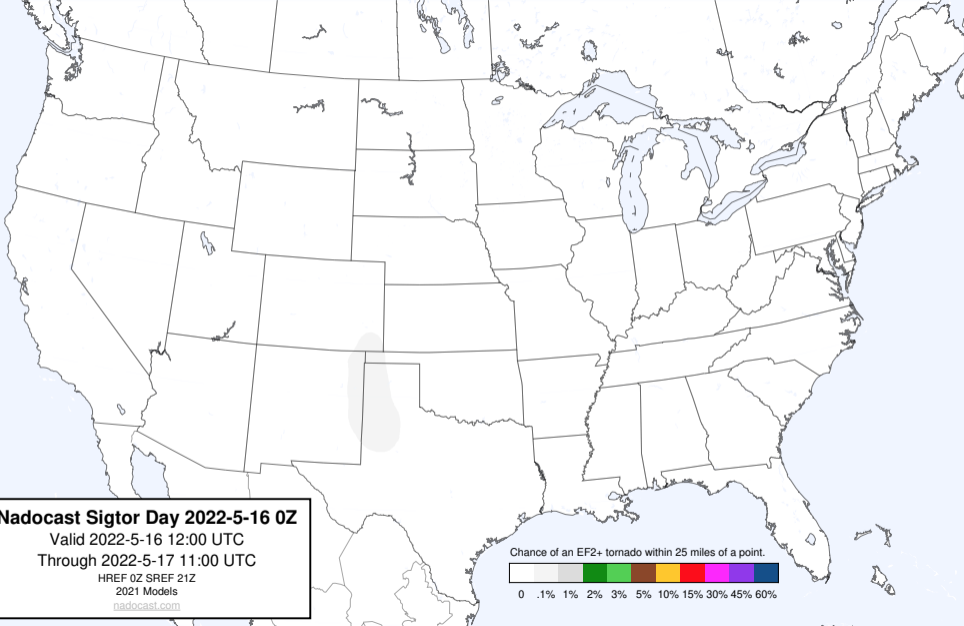 Nadocast Sigtor Day 2022-5-16 0Z
Valid 2022-5-16 12:00 UTC
Through 2022-5-17 11:00 UTC
HREF 0Z SREF 21Z
2021 Models
nadocast.com
Chance of an EF2+ tornado within 25 miles of a point.
0 .1% 1% 2% 3% 5% 10% 15% 30% 45% 60%